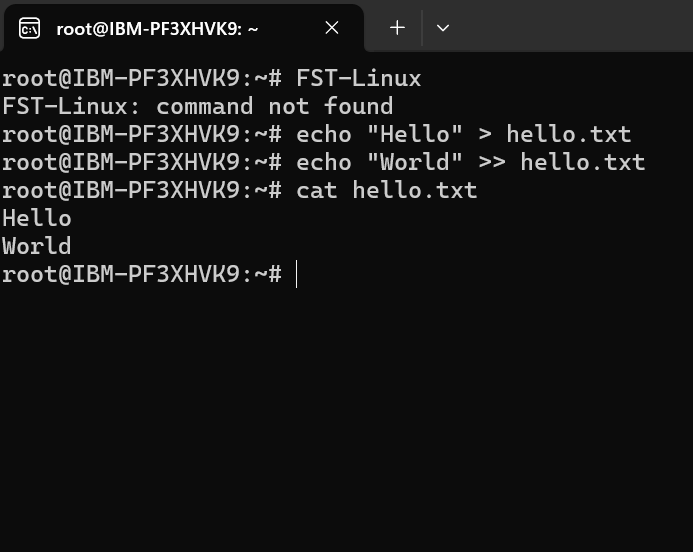 root@IBM-PF3XHVK9: ~
root@IBM-PF3XHVK9:~# FST-Linux
FST-Linux: command not found
root@IBM-PF3XHVK9:~# echo "Hello" > hello.txt
root@IBM-PF3XHVK9:~# echo "World" >> hello.txt
root@IBM-PF3XHVK9:~# cat hello.txt
Hello
World
root@IBM-PF3XHVK9:~#